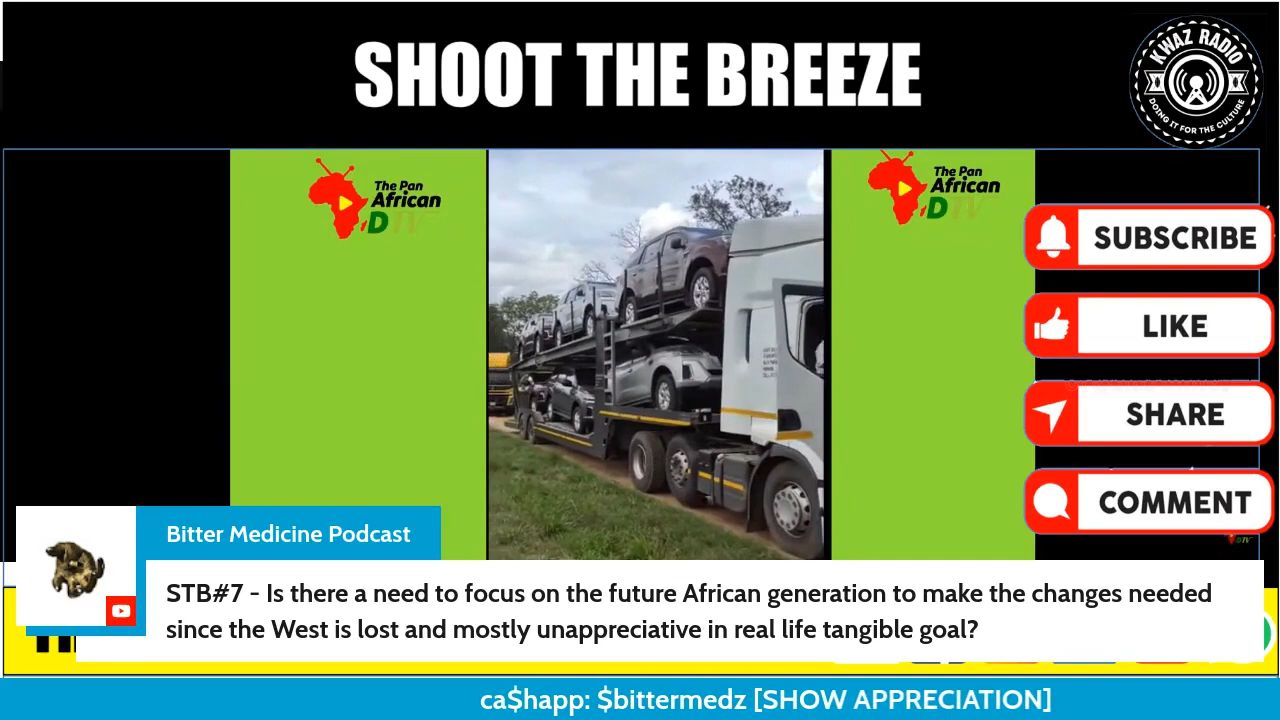 SHOOT THE BREEZE
KWAZ RADIO
DOING IT FOR THE CULTURE
The Pan
African
DTV
The Pan
African
DTV
SUBSCRIBE
LIKE
SHARE
COMMENT
DTV
Bitter Medicine Podcast
STB#7 - Is there a need to focus on the future African generation to make the changes needed
since the West is lost and mostly unappreciative in real life tangible goal?
ca$happ: $bittermedz [SHOW APPRECIATION]